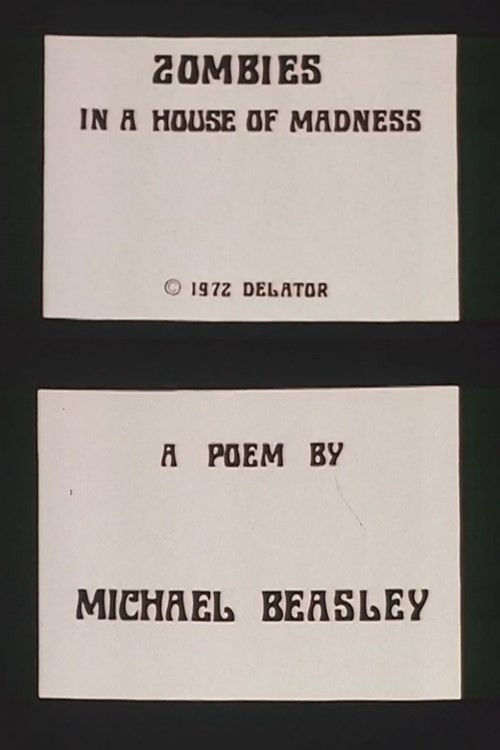 ZOMBIES
IN A HOUSE OF MADNESS
© 1972 DELATOR
A POEM BY
MICHAEL BEASLEY